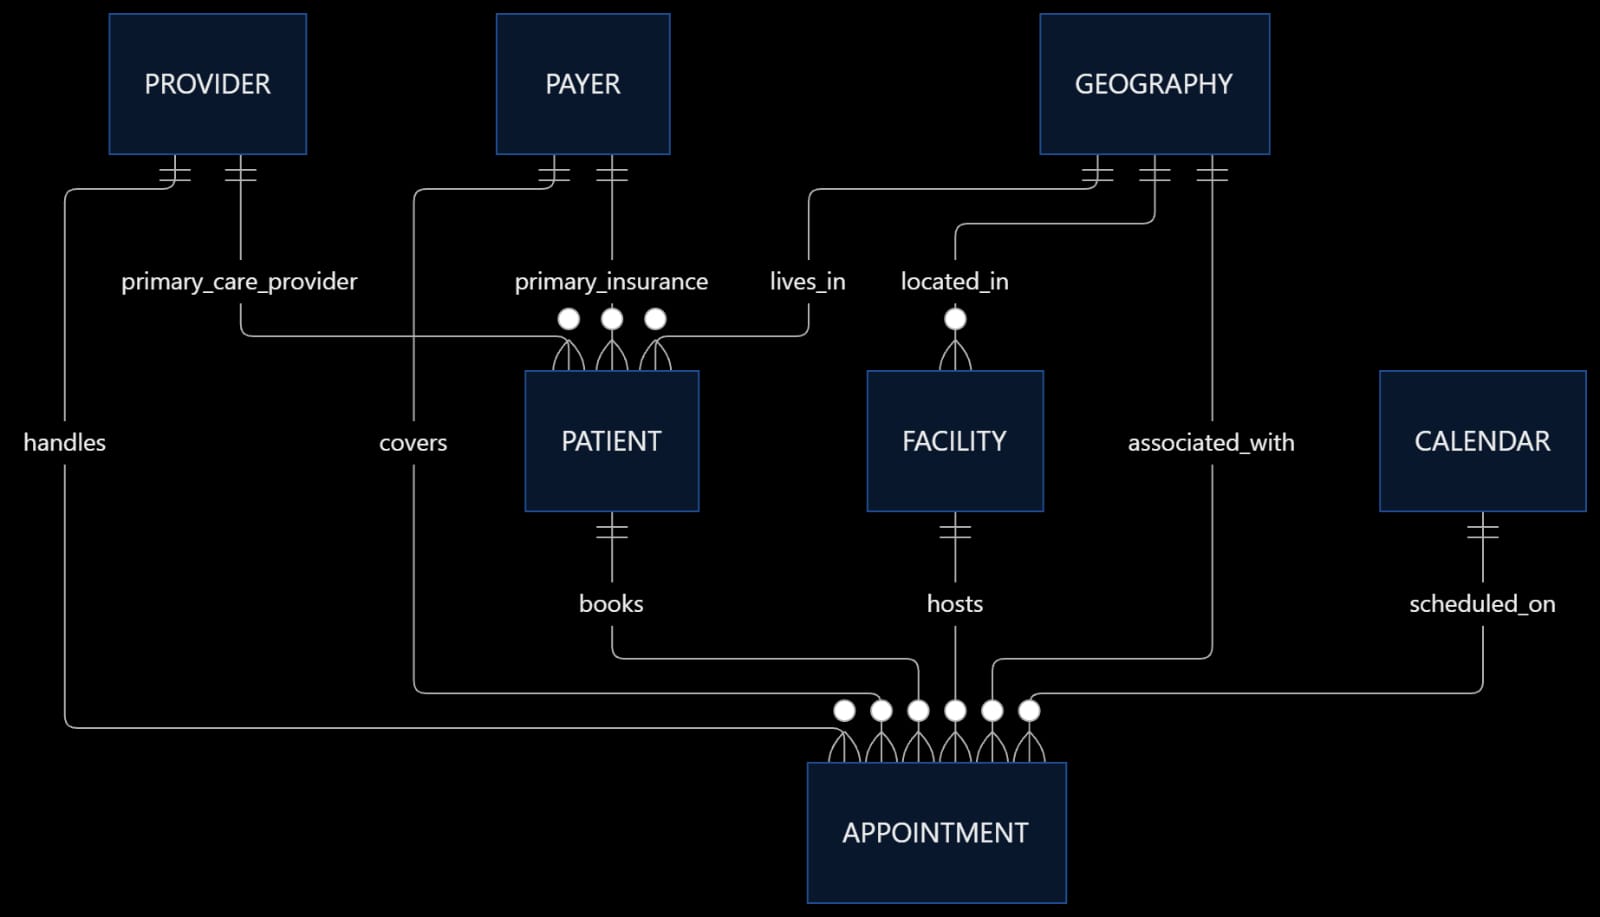 PROVIDER
PAYER
GEOGRAPHY
primary_care_provider
primary_insurance
lives_in
located_in
handles
covers
PATIENT
FACILITY
associated_with
CALENDAR
books
hosts
scheduled_on
APPOINTMENT